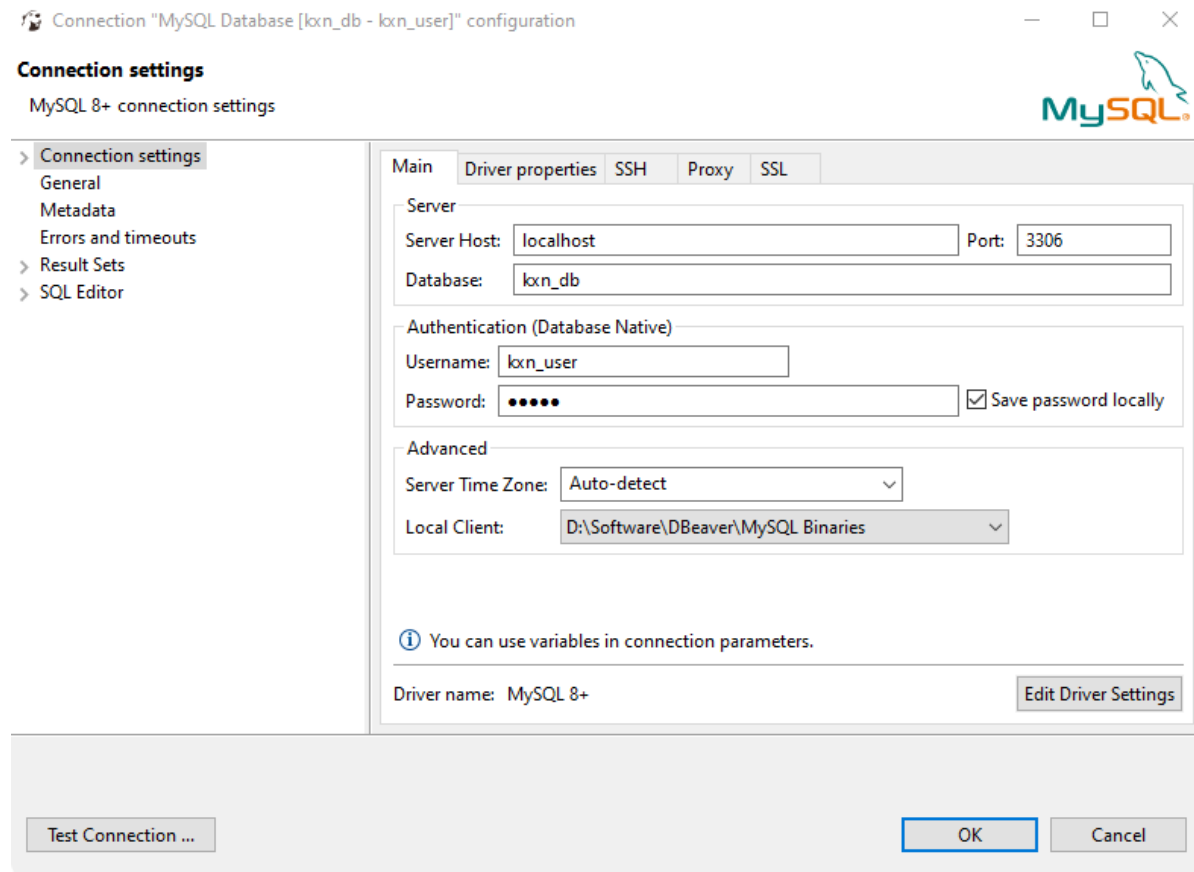 Connection "MySQL Database [kxn_db - kxn_user]" configuration
Connection settings
MySQL 8+ connection settings
MySQL®
Connection settings
General
Metadata
Errors and timeouts
Result Sets
SQL Editor
Main Driver properties SSH Proxy SSL
Server
Server Host: localhost Port: 3306
Database: kxn_db
Authentication (Database Native)
Username: kxn_user
Password: ••••• Save password locally
Advanced
Server Time Zone: Auto-detect
Local Client: D:\Software\DBeaver\MySQL Binaries
You can use variables in connection parameters.
Driver name: MySQL 8+ Edit Driver Settings
Test Connection ... OK Cancel